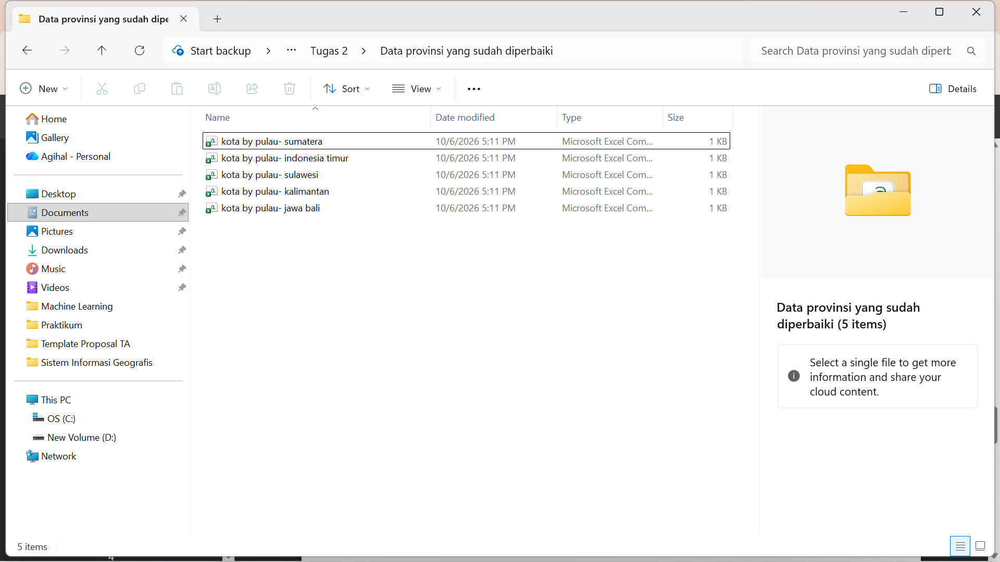 Data provinsi yang sudah dipe
Start backup
Tugas 2
Data provinsi yang sudah diperbaiki
Search Data provinsi yang sudah diperb
New
Sort
View
Details
Home
Gallery
Agihal - Personal
Desktop
Documents
Pictures
Downloads
Music
Videos
Machine Learning
Praktikum
Template Proposal TA
Sistem Informasi Geografis
This PC
OS (C:)
New Volume (D:)
Network
Name Date modified Type Size
kota by pulau- sumatera 10/6/2026 5:11 PM Microsoft Excel Com... 1 KB
kota by pulau- indonesia timur 10/6/2026 5:11 PM Microsoft Excel Com... 1 KB
kota by pulau- sulawesi 10/6/2026 5:11 PM Microsoft Excel Com... 1 KB
kota by pulau- kalimantan 10/6/2026 5:11 PM Microsoft Excel Com... 1 KB
kota by pulau- jawa bali 10/6/2026 5:11 PM Microsoft Excel Com... 1 KB
Data provinsi yang sudah
diperbaiki (5 items)
Select a single file to get more
information and share your
cloud content.
5 items
4